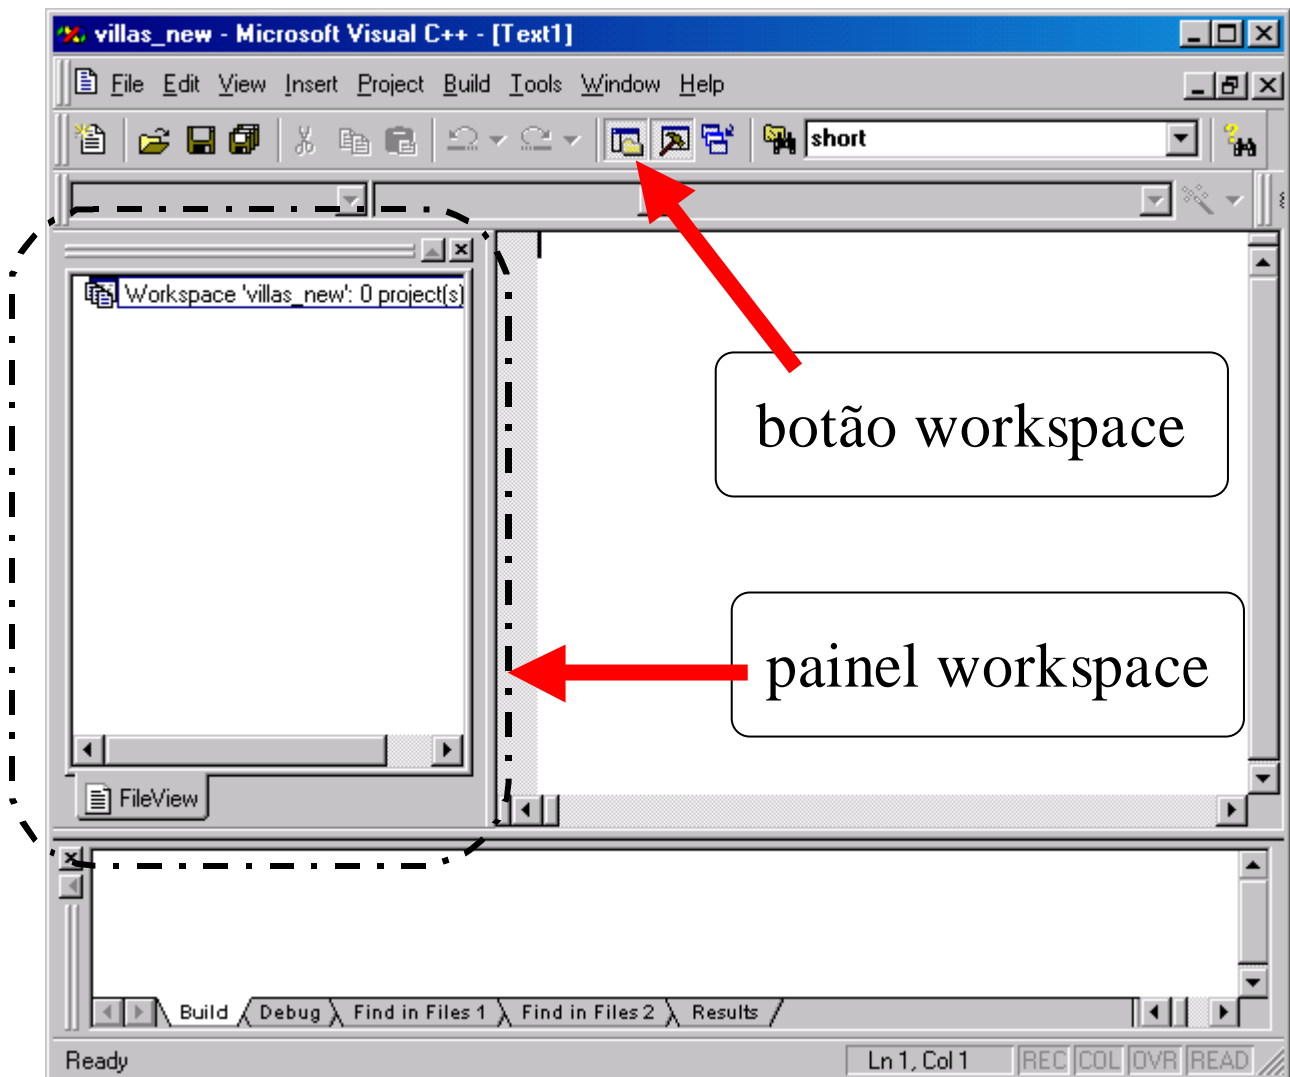 villas_new - Microsoft Visual C++ - [Text1]
File Edit View Insert Project Build Tools Window Help
short
Workspace 'villas_new': 0 project(s)
botão workspace
painel workspace
FileView
Build Debug Find in Files 1 Find in Files 2 Results
Ready Ln 1, Col 1 REC COL OVR READ